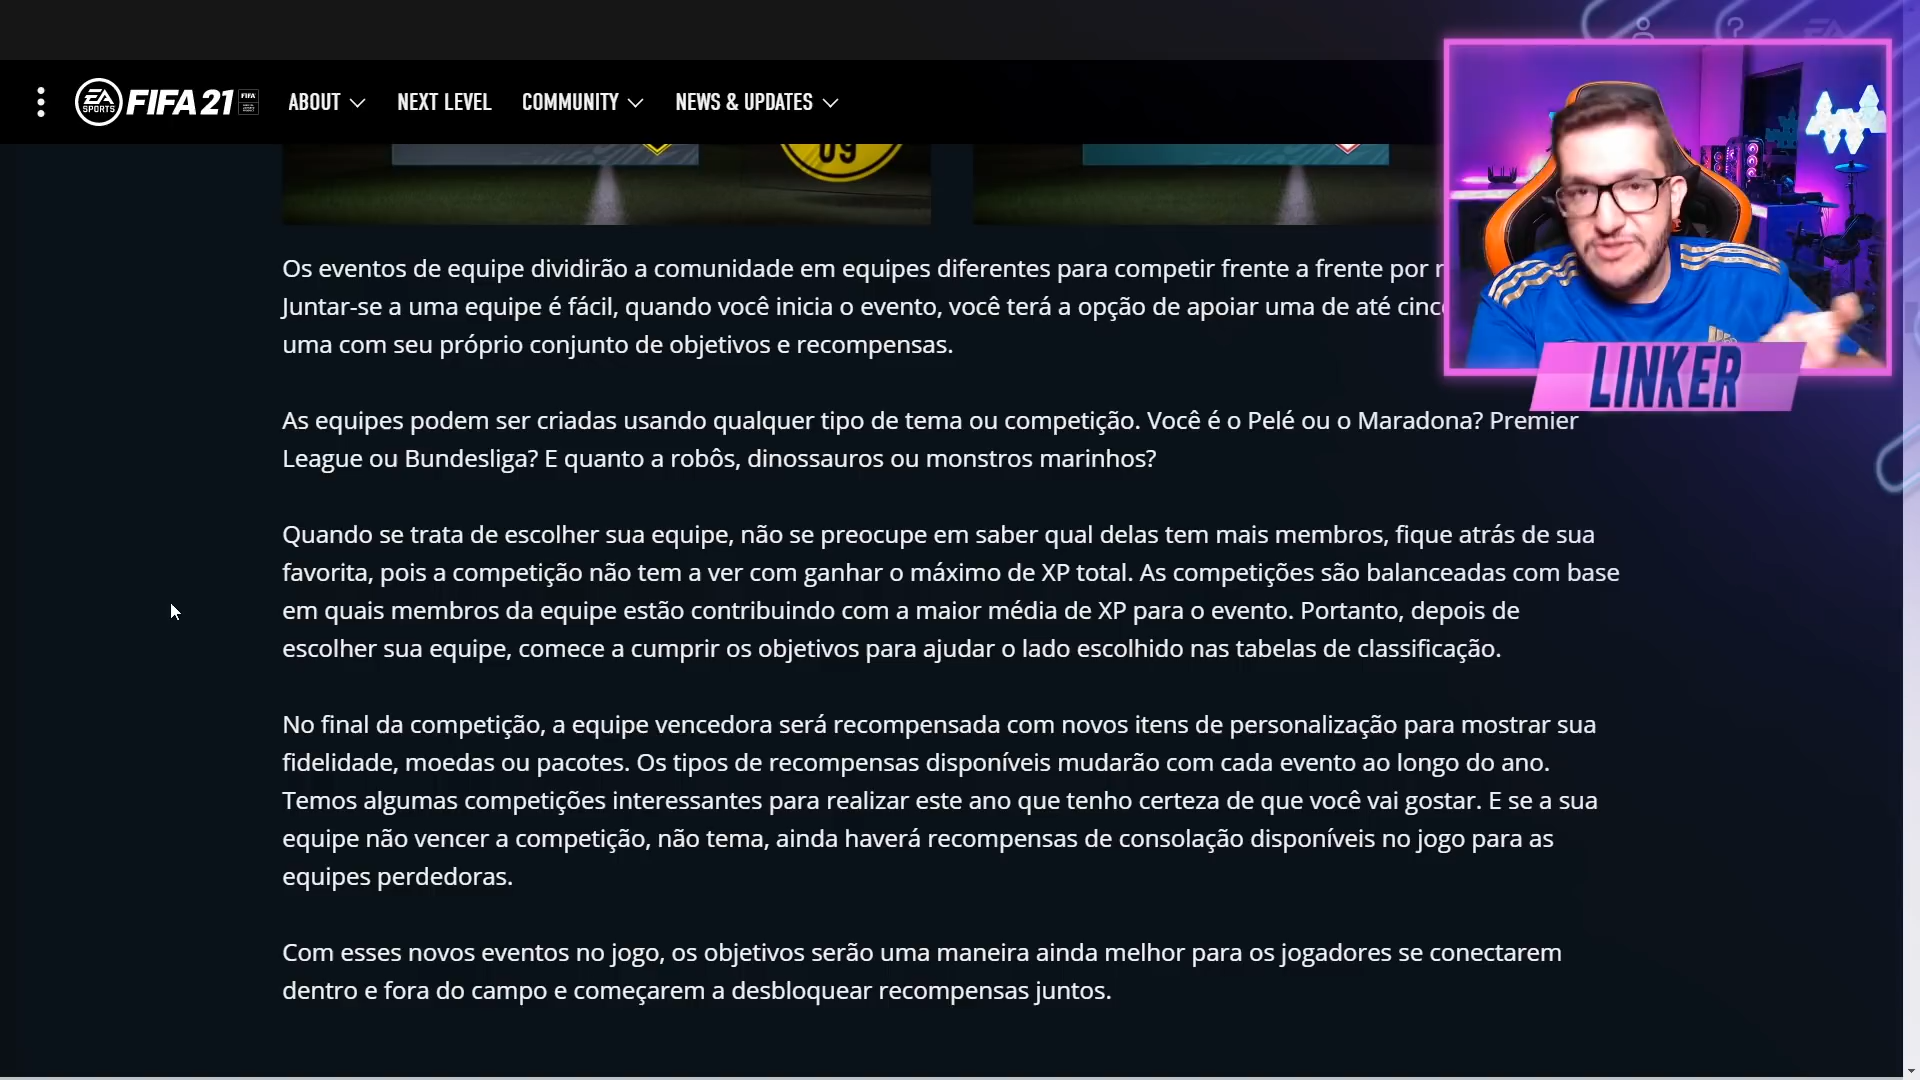 EA SPORTS FIFA 21 FIFA ABOUT NEXT LEVEL COMMUNITY NEWS & UPDATES
09
Os eventos de equipe dividirão a comunidade em equipes diferentes para competir frente a frente por
Juntar-se a uma equipe é fácil, quando você inicia o evento, você terá a opção de apoiar uma de até
uma com seu próprio conjunto de objetivos e recompensas.
LINKER
As equipes podem ser criadas usando qualquer tipo de tema ou competição. Você é o Pelé ou o Maradona? Premier
League ou Bundesliga? E quanto a robôs, dinossauros ou monstros marinhos?
Quando se trata de escolher sua equipe, não se preocupe em saber qual delas tem mais membros, fique atrás de sua
favorita, pois a competição não tem a ver com ganhar o máximo de XP total. As competições são balanceadas com base
em quais membros da equipe estão contribuindo com a maior média de XP para o evento. Portanto, depois de
escolher sua equipe, comece a cumprir os objetivos para ajudar o lado escolhido nas tabelas de classificação.
No final da competição, a equipe vencedora será recompensada com novos itens de personalização para mostrar sua
fidelidade, moedas ou pacotes. Os tipos de recompensas disponíveis mudarão com cada evento ao longo do ano.
Temos algumas competições interessantes para realizar este ano que tenho certeza de que você vai gostar. E se a sua
equipe não vencer a competição, não tema, ainda haverá recompensas de consolação disponíveis no jogo para as
equipes perdedoras.
Com esses novos eventos no jogo, os objetivos serão uma maneira ainda melhor para os jogadores se conectarem
dentro e fora do campo e começarem a desbloquear recompensas juntos.